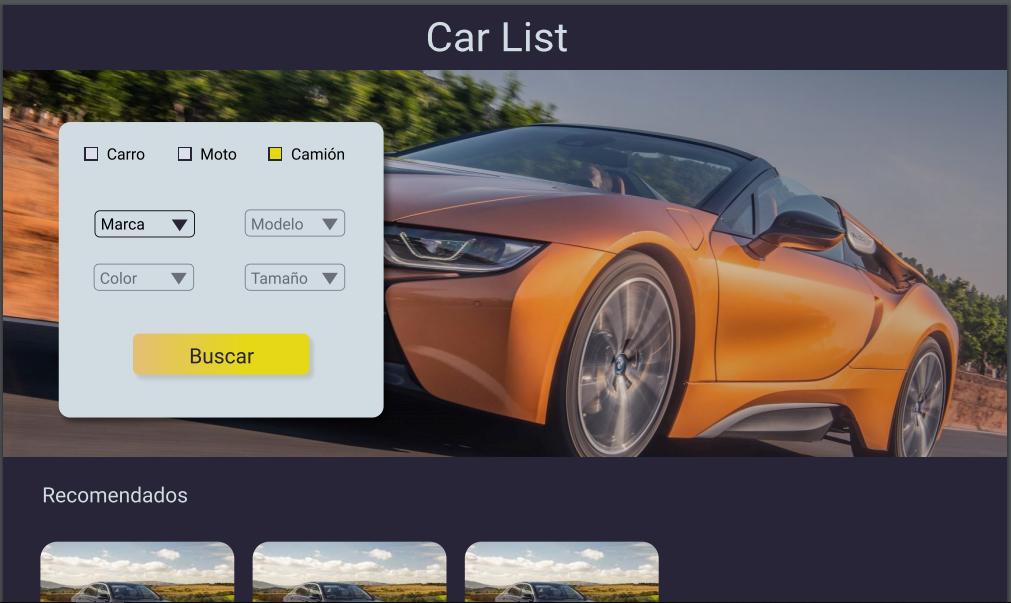 Car List
Carro Moto Camión
Marca Modelo
Color Tamaño
Buscar
Recomendados